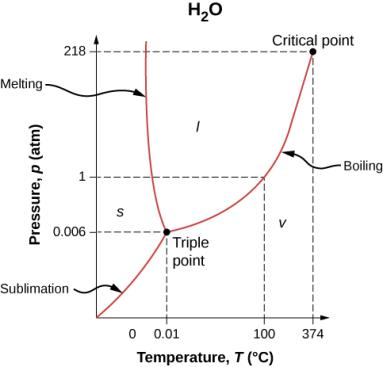 H₂O
Critical point
218
Melting
l
Pressure, p (atm)
1
Boiling
s
v
0.006
Triple
point
Sublimation
0 0.01 100 374
Temperature, T (°C)